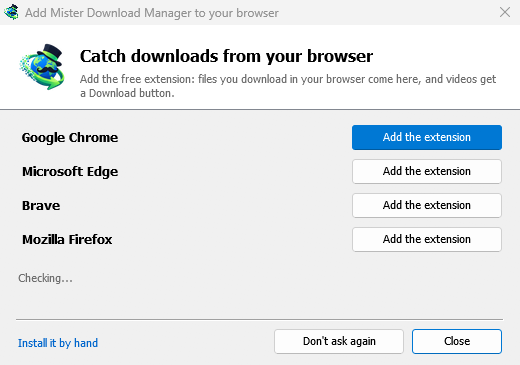 Add Mister Download Manager to your browser
Catch downloads from your browser
Add the free extension: files you download in your browser come here, and videos get
a Download button.
Google Chrome
Add the extension
Microsoft Edge
Add the extension
Brave
Add the extension
Mozilla Firefox
Add the extension
Checking...
Install it by hand
Don't ask again
Close